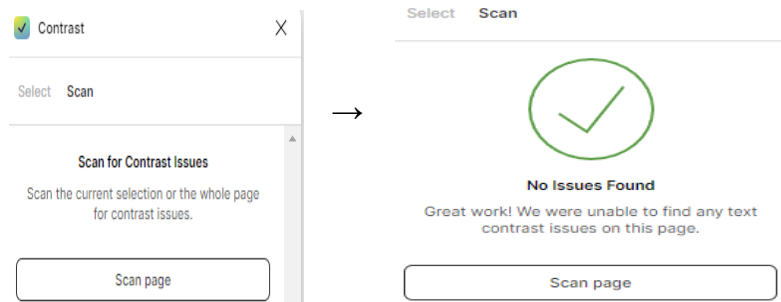 Contrast X
Select Scan
Scan for Contrast Issues
Scan the current selection or the whole page
for contrast issues.
Scan page
→
Select Scan
No Issues Found
Great work! We were unable to find any text
contrast issues on this page.
Scan page